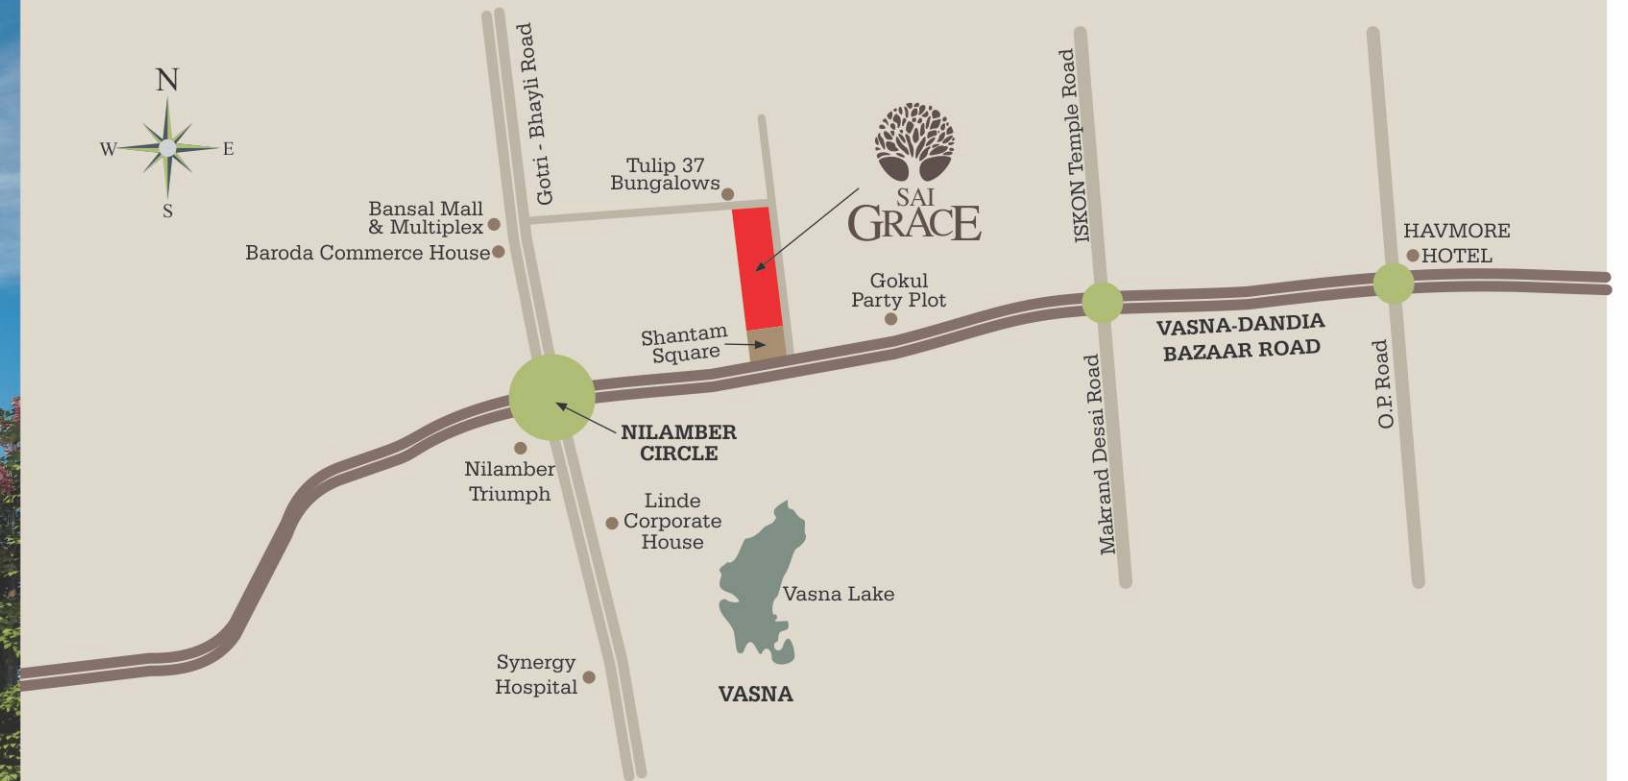 N
W
E
S
Gotri - Bhayli Road
Bansal Mall
& Multiplex
Baroda Commerce House
Tulip 37
Bungalows
SAI
GRACE
Gokul
Party Plot
Shantam
Square
ISKON Temple Road
HAVMORE
HOTEL
VASNA-DANDIA
BAZAAR ROAD
Makrand Desai Road
O.P. Road
NILAMBER
CIRCLE
Nilamber
Triumph
Linde
Corporate
House
Vasna Lake
Synergy
Hospital
VASNA